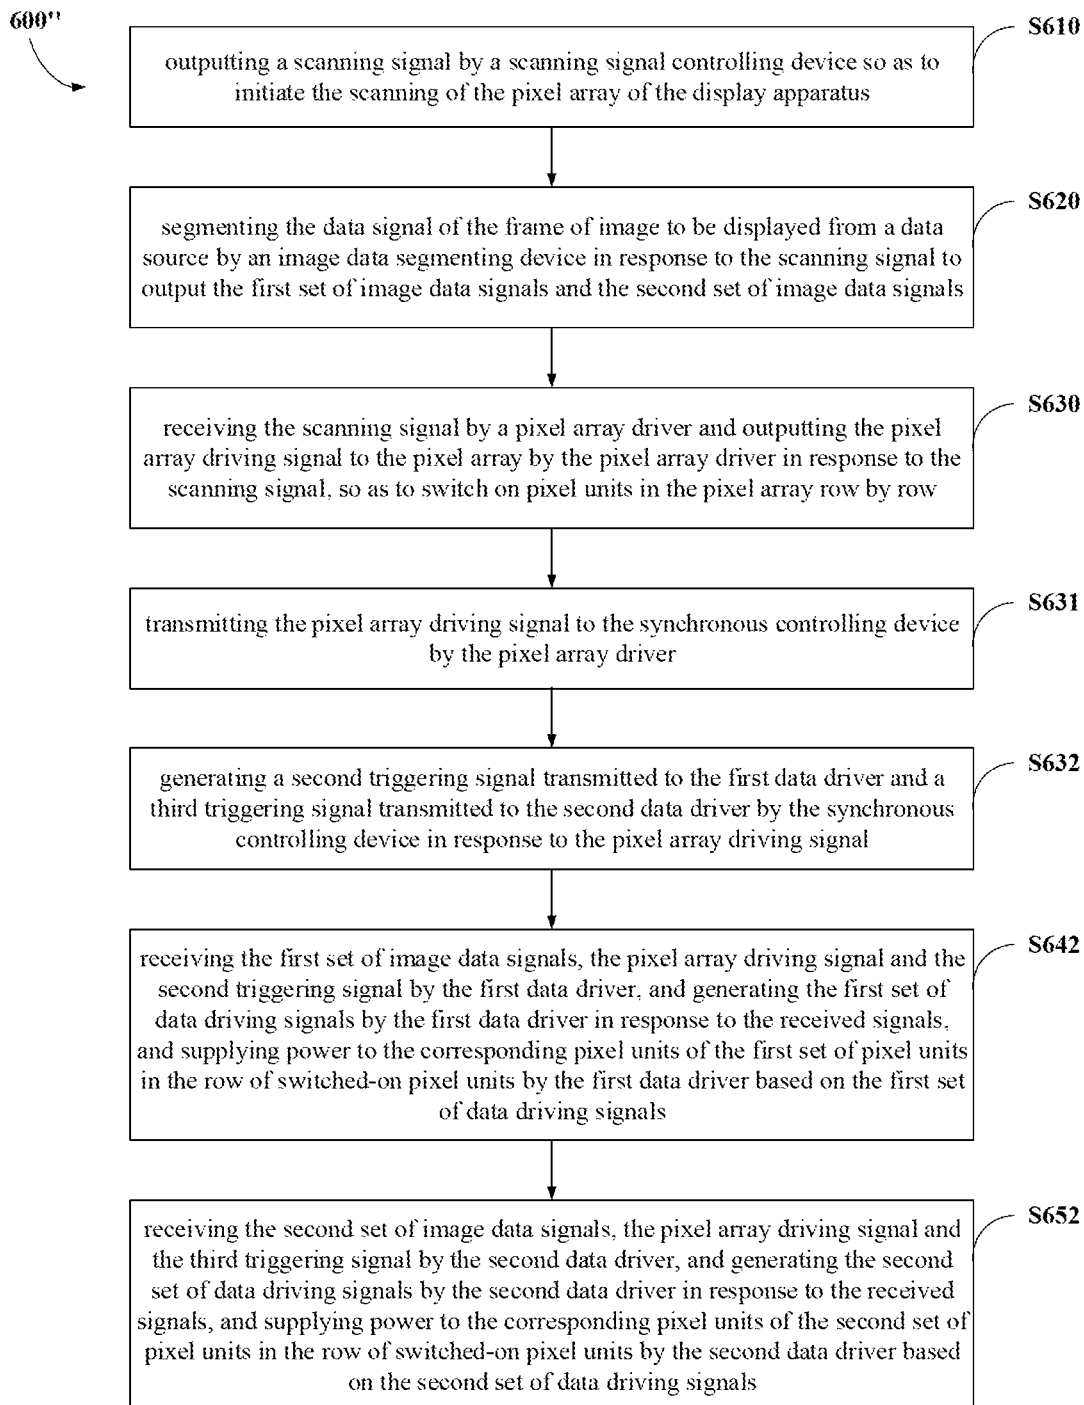 600''
S610
outputting a scanning signal by a scanning signal controlling device so as to
initiate the scanning of the pixel array of the display apparatus
S620
segmenting the data signal of the frame of image to be displayed from a data
source by an image data segmenting device in response to the scanning signal to
output the first set of image data signals and the second set of image data signals
S630
receiving the scanning signal by a pixel array driver and outputting the pixel
array driving signal to the pixel array by the pixel array driver in response to the
scanning signal, so as to switch on pixel units in the pixel array row by row
S631
transmitting the pixel array driving signal to the synchronous controlling device
by the pixel array driver
S632
generating a second triggering signal transmitted to the first data driver and a
third triggering signal transmitted to the second data driver by the synchronous
controlling device in response to the pixel array driving signal
S642
receiving the first set of image data signals, the pixel array driving signal and the
second triggering signal by the first data driver, and generating the first set of
data driving signals by the first data driver in response to the received signals,
and supplying power to the corresponding pixel units of the first set of pixel units
in the row of switched-on pixel units by the first data driver based on the first set
of data driving signals
S652
receiving the second set of image data signals, the pixel array driving signal and
the third triggering signal by the second data driver, and generating the second
set of data driving signals by the second data driver in response to the received
signals, and supplying power to the corresponding pixel units of the second set of
pixel units in the row of switched-on pixel units by the second data driver based
on the second set of data driving signals